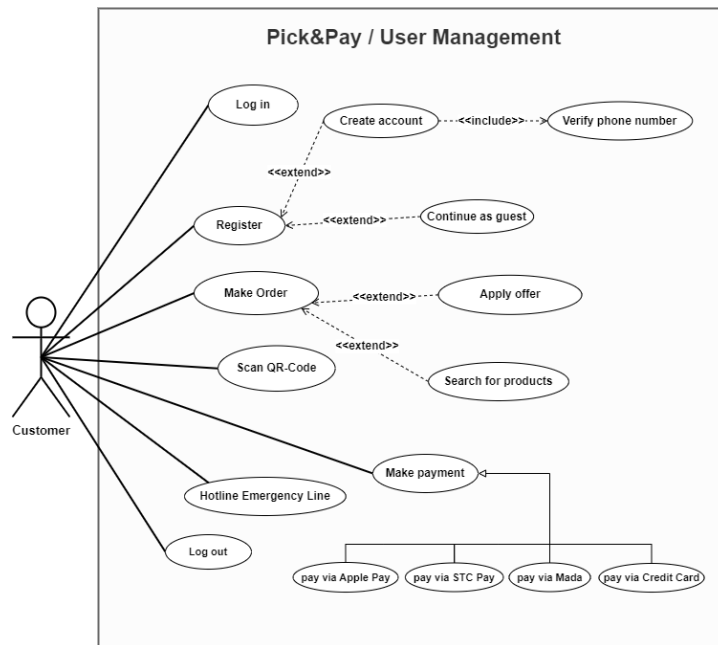 Pick&Pay / User Management
Log in
Create account
<<include>>
Verify phone number
<<extend>>
Register
<<extend>>
Continue as guest
Make Order
<<extend>>
Apply offer
<<extend>>
Scan QR-Code
Search for products
Customer
Make payment
Hotline Emergency Line
Log out
pay via Apple Pay
pay via STC Pay
pay via Mada
pay via Credit Card